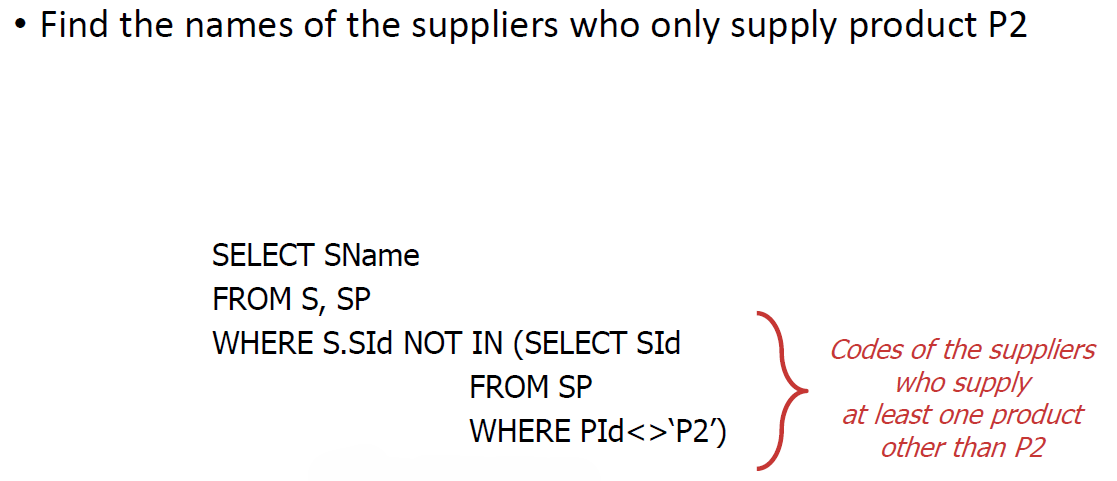 • Find the names of the suppliers who only supply product P2
SELECT SName
FROM S, SP
WHERE S.SId NOT IN (SELECT SId
FROM SP
WHERE PId<>‘P2’)
Codes of the suppliers
who supply
at least one product
other than P2